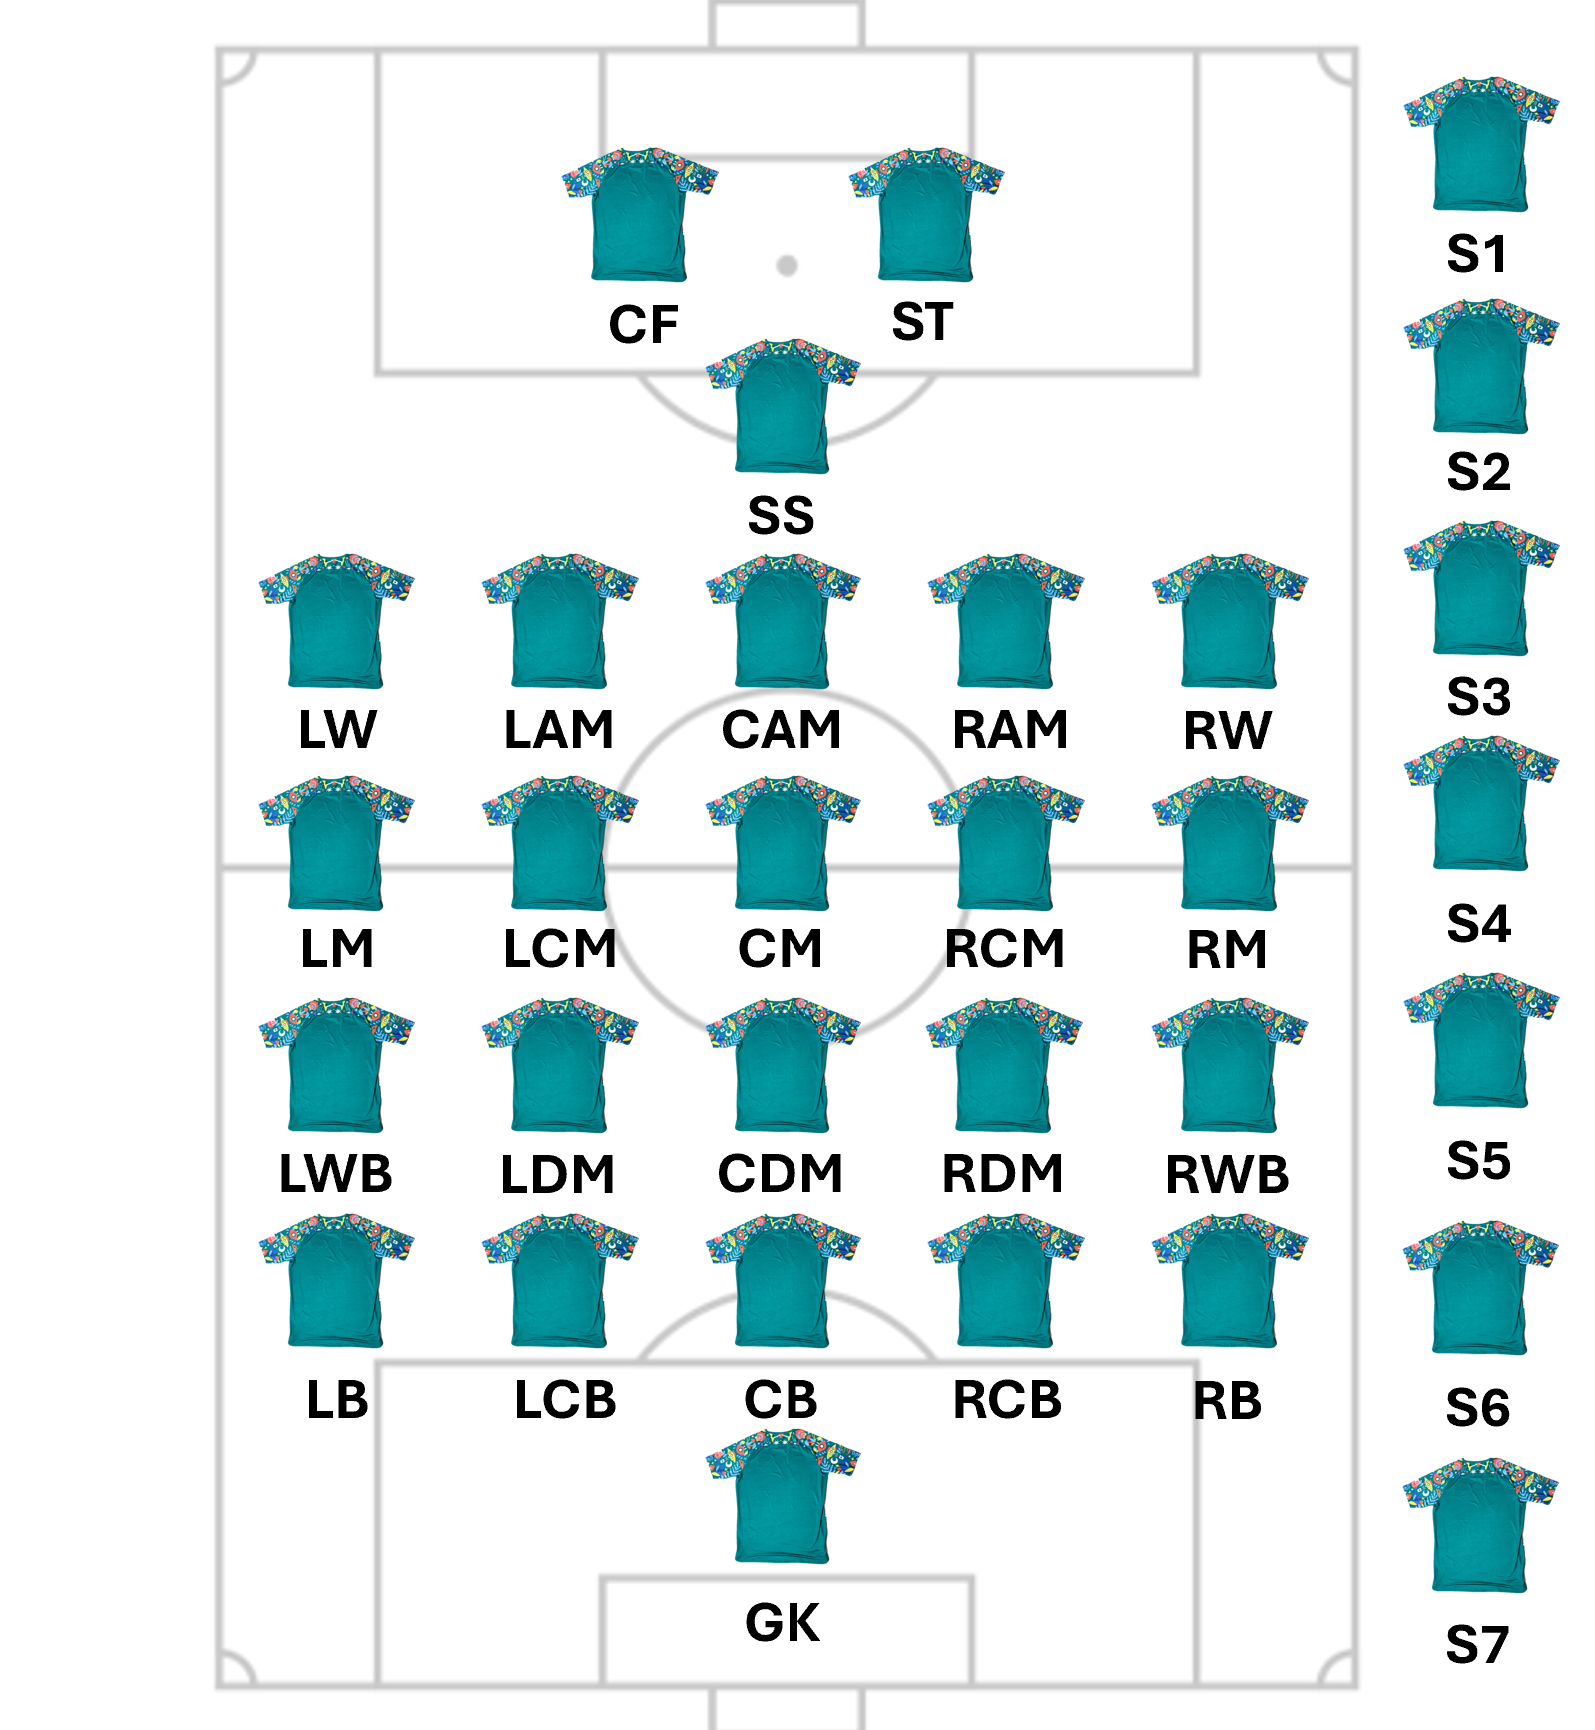 CF ST
SS
LW LAM CAM RAM RW
LM LCM CM RCM RM
LWB LDM CDM RDM RWB
LB LCB CB RCB RB
GK
S1
S2
S3
S4
S5
S6
S7